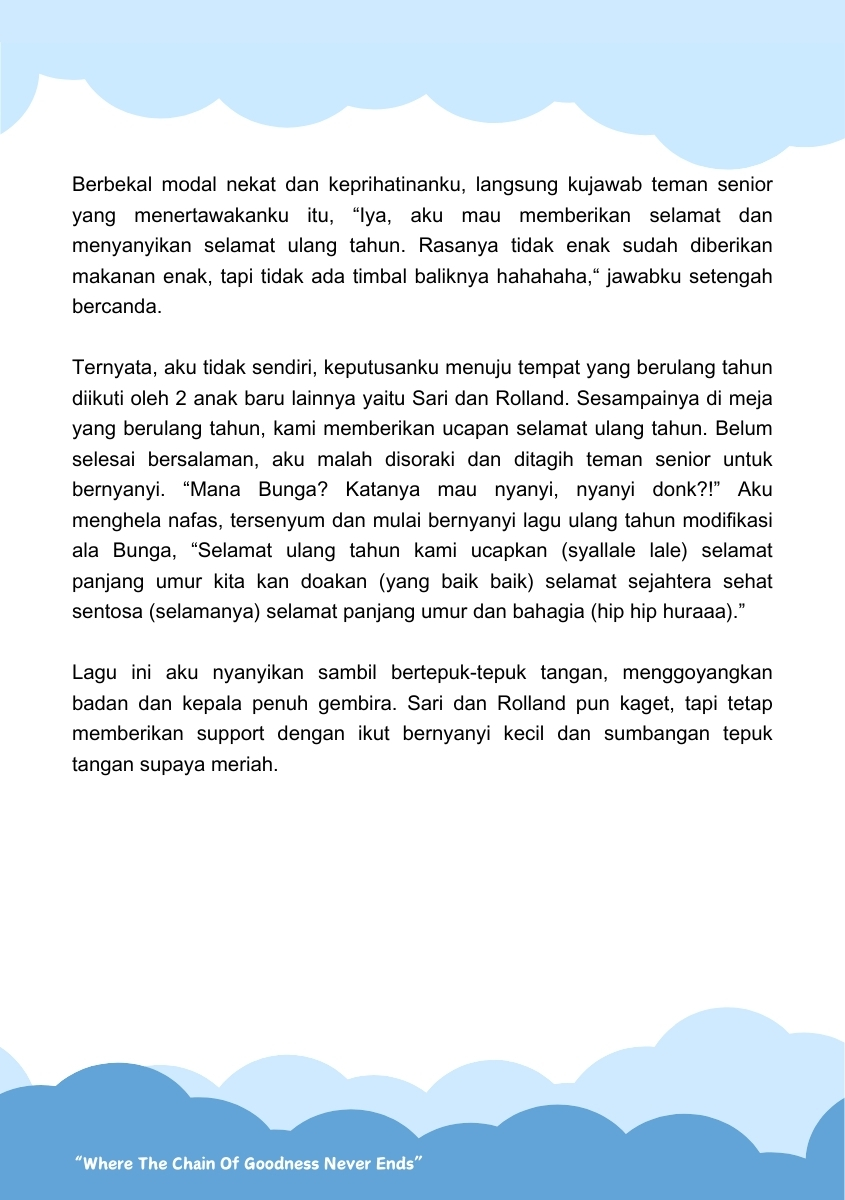 Berbekal modal nekat dan keprihatinanku, langsung kujawab teman senior
yang menertawakanku itu, “Iya, aku mau memberikan selamat dan
menyanyikan selamat ulang tahun. Rasanya tidak enak sudah diberikan
makanan enak, tapi tidak ada timbal baliknya hahahaha,“ jawabku setengah
bercanda.
Ternyata, aku tidak sendiri, keputusanku menuju tempat yang berulang tahun
diikuti oleh 2 anak baru lainnya yaitu Sari dan Rolland. Sesampainya di meja
yang berulang tahun, kami memberikan ucapan selamat ulang tahun. Belum
selesai bersalaman, aku malah disoraki dan ditagih teman senior untuk
bernyanyi. “Mana Bunga? Katanya mau nyanyi, nyanyi donk?!” Aku
menghela nafas, tersenyum dan mulai bernyanyi lagu ulang tahun modifikasi
ala Bunga, “Selamat ulang tahun kami ucapkan (syallale lale) selamat
panjang umur kita kan doakan (yang baik baik) selamat sejahtera sehat
sentosa (selamanya) selamat panjang umur dan bahagia (hip hip huraaa).”
Lagu ini aku nyanyikan sambil bertepuk-tepuk tangan, menggoyangkan
badan dan kepala penuh gembira. Sari dan Rolland pun kaget, tapi tetap
memberikan support dengan ikut bernyanyi kecil dan sumbangan tepuk
tangan supaya meriah.
“Where The Chain Of Goodness Never Ends”